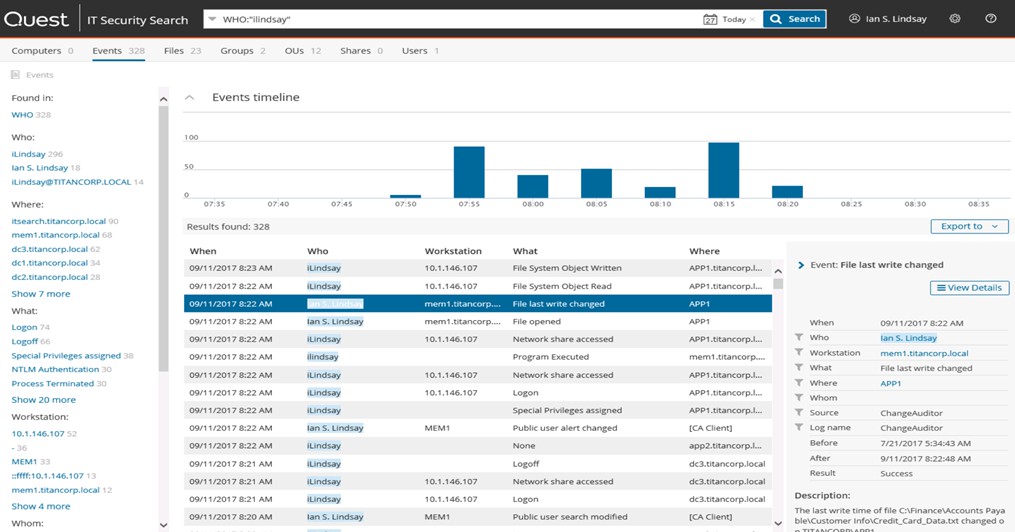 Quest IT Security Search WHO:"ilindsay" 27 Today × Search Ian S. Lindsay
Computers 0 Events 328 Files 23 Groups 2 OUs 12 Shares 0 Users 1
Events
Found in:
WHO 328
Who:
iLindsay 296
Ian S. Lindsay 18
iLindsay@TITANCORP.LOCAL 14
Where:
itsearch.titancorp.local 90
mem1.titancorp.local 68
dc3.titancorp.local 62
dc1.titancorp.local 34
dc2.titancorp.local 28
Show 7 more
What:
Logon 74
Logoff 66
Special Privileges assigned 38
NTLM Authentication 30
Process Terminated 30
Show 20 more
Workstation:
10.1.146.107 52
- 36
MEM1 33
::ffff:10.1.146.107 13
mem1.titancorp.local 12
Show 4 more
Whom:
Events timeline
100
50
0
07:35 07:40 07:45 07:50 07:55 08:00 08:05 08:10 08:15 08:20 08:25 08:30 08:35
Results found: 328 Export to
When Who Workstation What Where
09/11/2017 8:23 AM iLindsay 10.1.146.107 File System Object Written APP1.titancorp.l...
09/11/2017 8:22 AM iLindsay 10.1.146.107 File System Object Read APP1.titancorp.l...
09/11/2017 8:22 AM Ian S. Lindsay mem1.titancorp.... File last write changed APP1
09/11/2017 8:22 AM Ian S. Lindsay mem1.titancorp.... File opened APP1
09/11/2017 8:22 AM iLindsay 10.1.146.107 Network share accessed APP1.titancorp.l...
09/11/2017 8:22 AM ilindsay Program Executed mem1.titancorp....
09/11/2017 8:22 AM iLindsay 10.1.146.107 Network share accessed APP1.titancorp.l...
09/11/2017 8:22 AM iLindsay 10.1.146.107 Logon APP1.titancorp.l...
09/11/2017 8:22 AM iLindsay Special Privileges assigned APP1.titancorp.l...
09/11/2017 8:22 AM Ian S. Lindsay MEM1 Public user alert changed [CA Client]
09/11/2017 8:22 AM iLindsay None app2.titancorp.l...
09/11/2017 8:21 AM iLindsay Logoff dc3.titancorp.local
09/11/2017 8:21 AM iLindsay 10.1.146.107 Network share accessed dc3.titancorp.local
09/11/2017 8:21 AM iLindsay 10.1.146.107 Logon dc3.titancorp.local
09/11/2017 8:20 AM Ian S. Lindsay MEM1 Public user search modified [CA Client]
Event: File last write changed
View Details
When 09/11/2017 8:22 AM
Who Ian S. Lindsay
Workstation mem1.titancorp.local
What File last write changed
Where APP1
Whom
Source ChangeAuditor
Log name ChangeAuditor
Before 7/21/2017 5:34:43 AM
After 9/11/2017 8:22:48 AM
Result Success
Description:
The last write time of file C:\Finance\Accounts Paya
ble\Customer Info\Credit_Card_Data.txt changed o